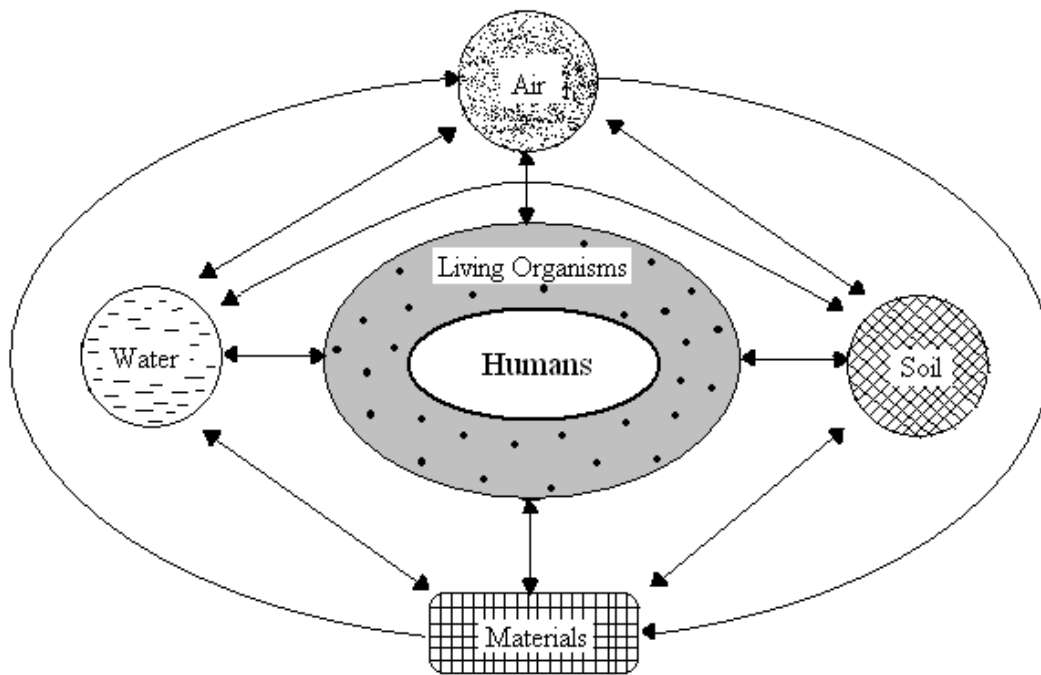 Air
Living Organisms
Water
Humans
Soil
Materials